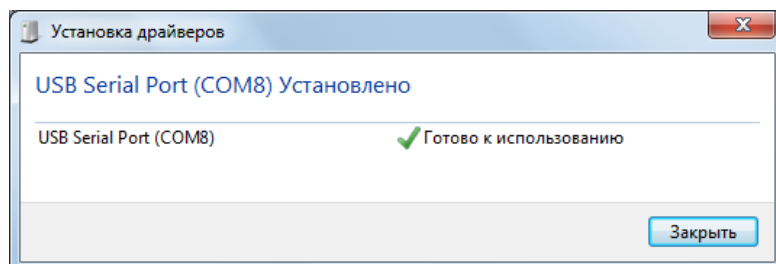 Установка драйверов
USB Serial Port (COM8) Установлено
USB Serial Port (COM8) Готово к использованию
Закрыть